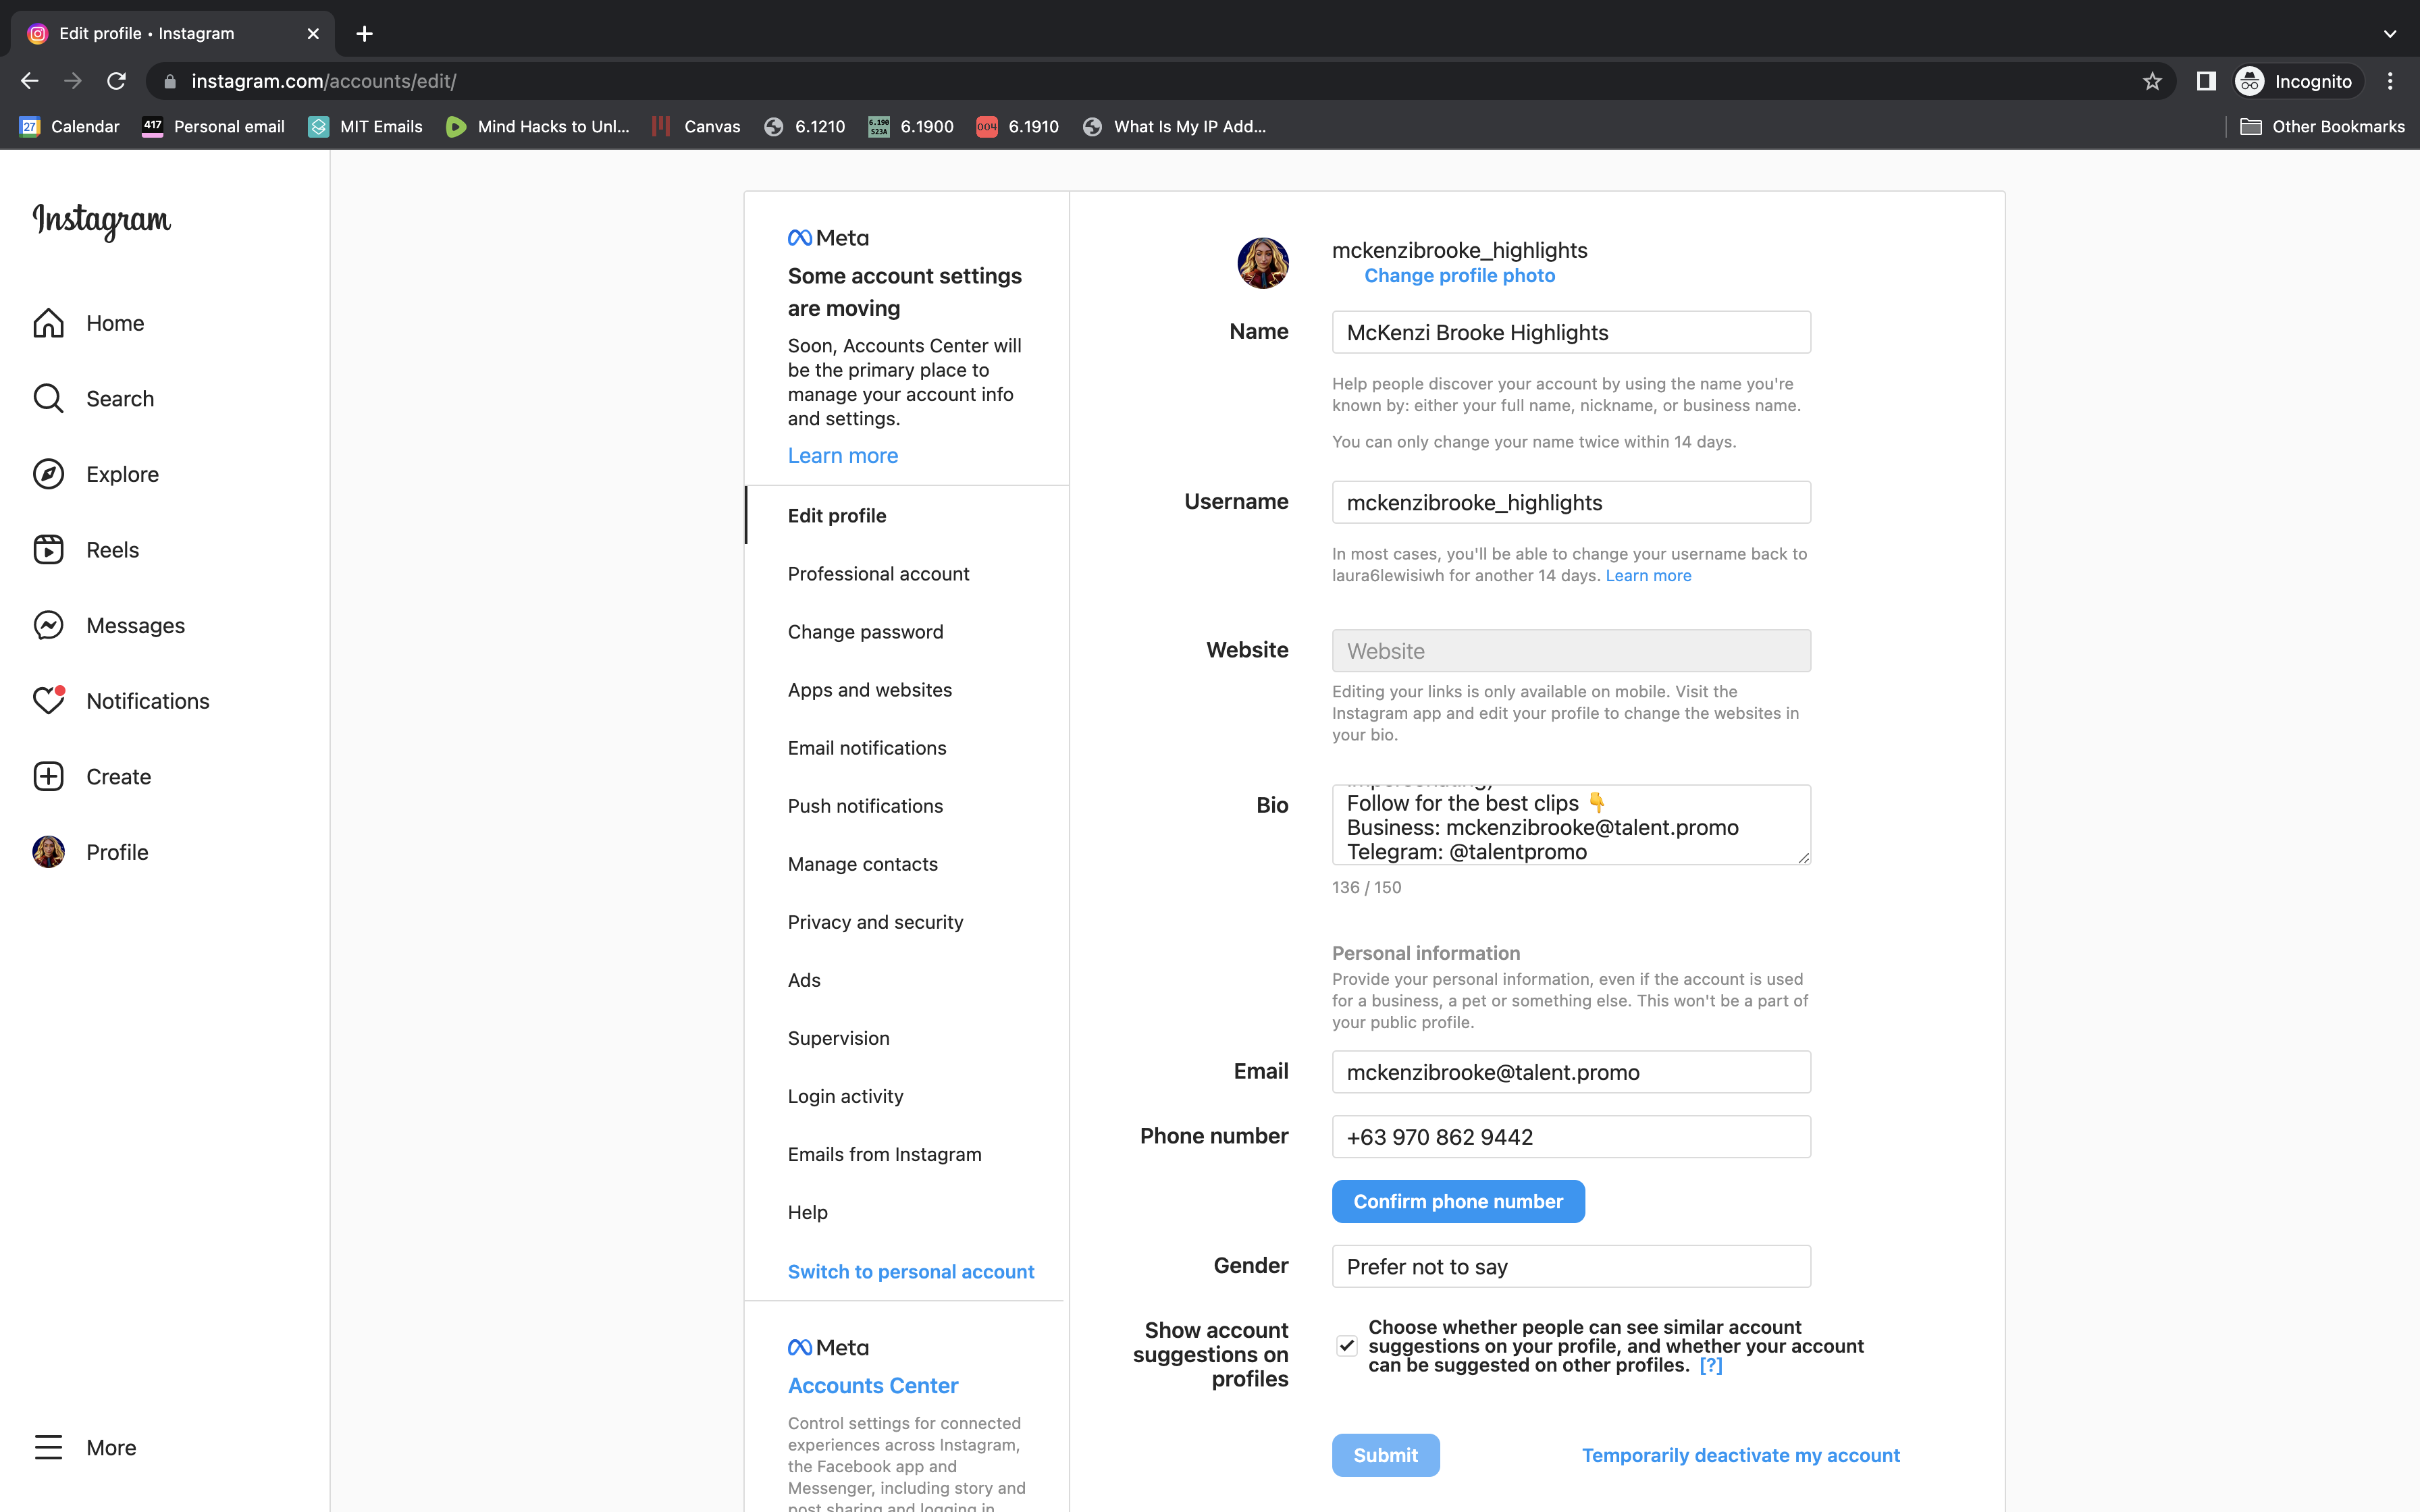 Edit profile • Instagram
instagram.com/accounts/edit/
Incognito
Calendar
Personal email
MIT Emails
Mind Hacks to Unl...
Canvas
6.1210
6.1900
6.1910
What Is My IP Add...
Other Bookmarks
Instagram
Home
Search
Explore
Reels
Messages
Notifications
Create
Profile
More
Meta
Some account settings
are moving
Soon, Accounts Center will
be the primary place to
manage your account info
and settings.
Learn more
Edit profile
Professional account
Change password
Apps and websites
Email notifications
Push notifications
Manage contacts
Privacy and security
Ads
Supervision
Login activity
Emails from Instagram
Help
Switch to personal account
Meta
Accounts Center
Control settings for connected
experiences across Instagram,
the Facebook app and
Messenger, including story and
post sharing and logging in
mckenzibrooke_highlights
Change profile photo
Name
McKenzi Brooke Highlights
Help people discover your account by using the name you're
known by: either your full name, nickname, or business name.
You can only change your name twice within 14 days.
Username
mckenzibrooke_highlights
In most cases, you'll be able to change your username back to
laura6lewisiwh for another 14 days. Learn more
Website
Website
Editing your links is only available on mobile. Visit the
Instagram app and edit your profile to change the websites in
your bio.
Bio
Follow for the best clips 👇
Business: mckenzibrooke@talent.promo
Telegram: @talentpromo
136 / 150
Personal information
Provide your personal information, even if the account is used
for a business, a pet or something else. This won't be a part of
your public profile.
Email
mckenzibrooke@talent.promo
Phone number
+63 970 862 9442
Confirm phone number
Gender
Prefer not to say
Show account
suggestions on
profiles
Choose whether people can see similar account
suggestions on your profile, and whether your account
can be suggested on other profiles. [?]
Submit
Temporarily deactivate my account